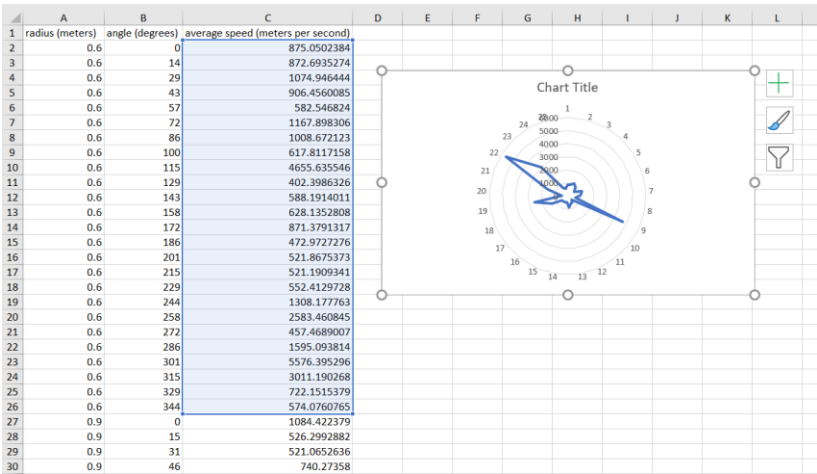 A B C D E F G H I J K L
1 radius (meters) angle (degrees) average speed (meters per second)
2 0.6 0 875.0502384
3 0.6 14 872.6935274
4 0.6 29 1074.946444
5 0.6 43 906.4560085
6 0.6 57 582.546824
7 0.6 72 1167.898306
8 0.6 86 1008.672123
9 0.6 100 617.8117158
10 0.6 115 4655.635546
11 0.6 129 402.3986326
12 0.6 143 588.1914011
13 0.6 158 628.1352808
14 0.6 172 871.3791317
15 0.6 186 472.9727276
16 0.6 201 521.8675373
17 0.6 215 521.1909341
18 0.6 229 552.4129728
19 0.6 244 1308.177763
20 0.6 258 2583.460845
21 0.6 272 457.4689007
22 0.6 286 1595.093814
23 0.6 301 5576.395296
24 0.6 315 3011.190268
25 0.6 329 722.1515379
26 0.6 344 574.0760765
27 0.9 0 1084.422379
28 0.9 15 526.2992882
29 0.9 31 521.0652636
30 0.9 46 740.27358
Chart Title
1
2
3
4
5
6
7
8
9
10
11
12
13
14
15
16
17
18
19
20
21
22
23
24
5000
4000
3000
2000
1000